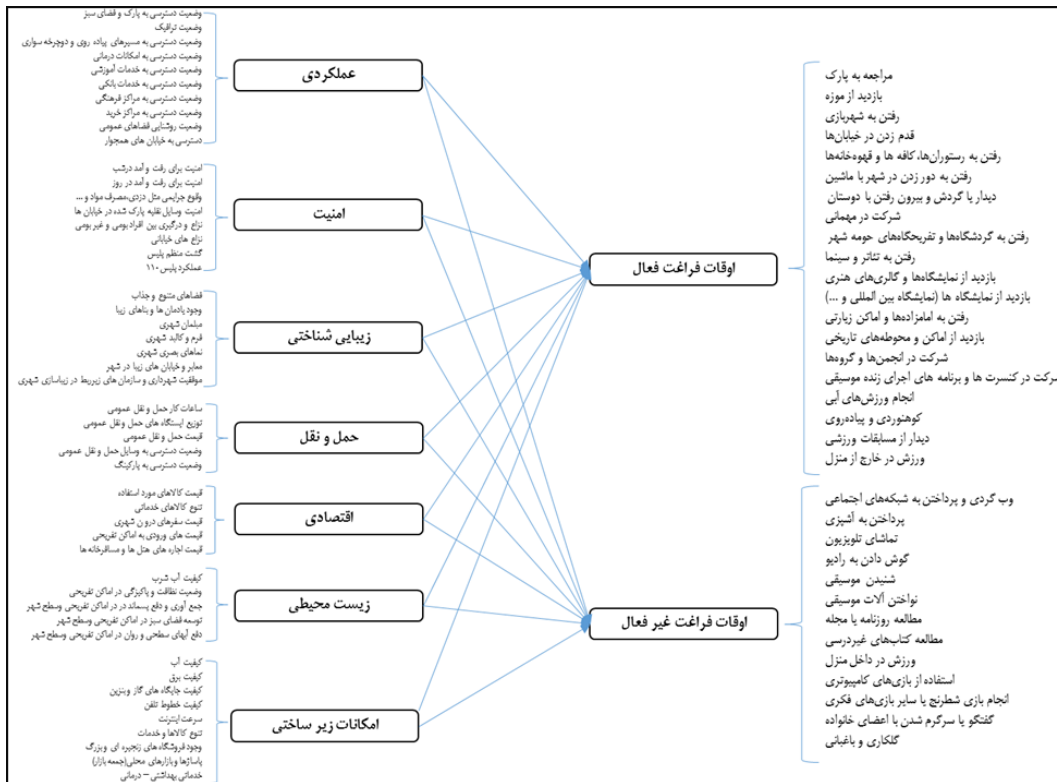 وضعیت دسترسی به پارک و فضای سبز
وضعیت ترافیک
وضعیت دسترسی به مسیرهای پیاده روی و دوچرخه سواری
وضعیت دسترسی به امکانات درمانی
وضعیت دسترسی به خدمات آموزشی
وضعیت دسترسی به خدمات بانکی
وضعیت دسترسی به مراکز فرهنگی
وضعیت دسترسی به مراکز خرید
وضعیت روشنایی فضاهای عمومی
دسترسی به خیابان های همجوار
عملکردی
امنیت برای رفت و آمد درشب
امنیت برای رفت و آمد در روز
وقوع جرایمی مثل دزدی،مصرف مواد و ...
امنیت وسایل نقلیه پارک شده در خیابان ها
نزاع و درگیری بین افراد بومی و غیر بومی
نزاع های خیابانی
گشت منظم پلیس
عملکرد پلیس ۱۱۰
امنیت
فضاهای متنوع و جذاب
وجود یادمان ها و بناهای زیبا
مبلمان شهری
فرم و کالبد شهری
نماهای بصری شهری
معابر و خیابان های زیبا در شهر
موفقیت شهرداری و سازمان های زیربط در زیباسازی شهری
زیبایی شناختی
ساعات کار حمل و نقل عمومی
توزیع ایستگاه های حمل و نقل عمومی
قیمت حمل و نقل عمومی
وضعیت دسترسی به وسایل حمل و نقل عمومی
وضعیت دسترسی به پارکینگ
حمل و نقل
قیمت کالاهای مورد استفاده
تنوع کالاهای خدماتی
قیمت سفرهای درون شهری
قیمت های ورودی به اماکن تفریحی
قیمت اجاره های هتل ها و مسافرخانه ها
اقتصادی
کیفیت آب شرب
وضعیت نظافت و پاکیزگی در اماکن تفریحی
جمع آوری و دفع پسماند در در اماکن تفریحی وسطح شهر
توسعه فضای سبز در اماکن تفریحی وسطح شهر
دفع آبهای سطحی و روان در اماکن تفریحی وسطح شهر
زیست محیطی
کیفیت آب
کیفیت برق
کیفیت جایگاه های گاز وبنزین
کیفیت خطوط تلفن
سرعت اینترنت
تنوع کالاها و خدمات
وجود فروشگاه های زنجیره ای و بزرگ
پاساژها و بازارهای محلی(جمعه بازار)
خدماتی بهداشتی – درمانی
امکانات زیر ساختی
اوقات فراغت فعال
مراجعه به پارک
بازدید از موزه
رفتن به شهربازی
قدم زدن در خیابان‌ها
رفتن به رستوران‌ها،کافه ها و قهوه‌خانه‌ها
رفتن به دور زدن در شهر با ماشین
دیدار یا گردش و بیرون رفتن با دوستان
شرکت در مهمانی
رفتن به گردشگاه‌ها و تفریحگاه‌های حومه شهر
رفتن به تئاتر و سینما
بازدید از نمایشگاه‌ها و گالری‌های هنری
بازدید از نمایشگاه ها (نمایشگاه بین المللی و ...)
رفتن به امامزاده‌ها و اماکن زیارتی
بازدید از اماکن و محوطه‌های تاریخی
شرکت در انجمن‌ها و گروه‌ها
شرکت در کنسرت ها و برنامه های اجرای زنده موسیقی
انجام ورزش‌های آبی
کوهنوردی و پیاده‌روی
دیدار از مسابقات ورزشی
ورزش در خارج از منزل
اوقات فراغت غیر فعال
وب گردی و پرداختن به شبکه‌های اجتماعی
پرداختن به آشپزی
تماشای تلویزیون
گوش دادن به رادیو
شنیدن موسیقی
نواختن آلات موسیقی
مطالعه روزنامه یا مجله
مطالعه کتاب‌های غیردرسی
ورزش در داخل منزل
استفاده از بازی‌های کامپیوتری
انجام بازی شطرنج یا سایر بازی‌های فکری
گفتگو یا سرگرم شدن با اعضای خانواده
گلکاری و باغبانی